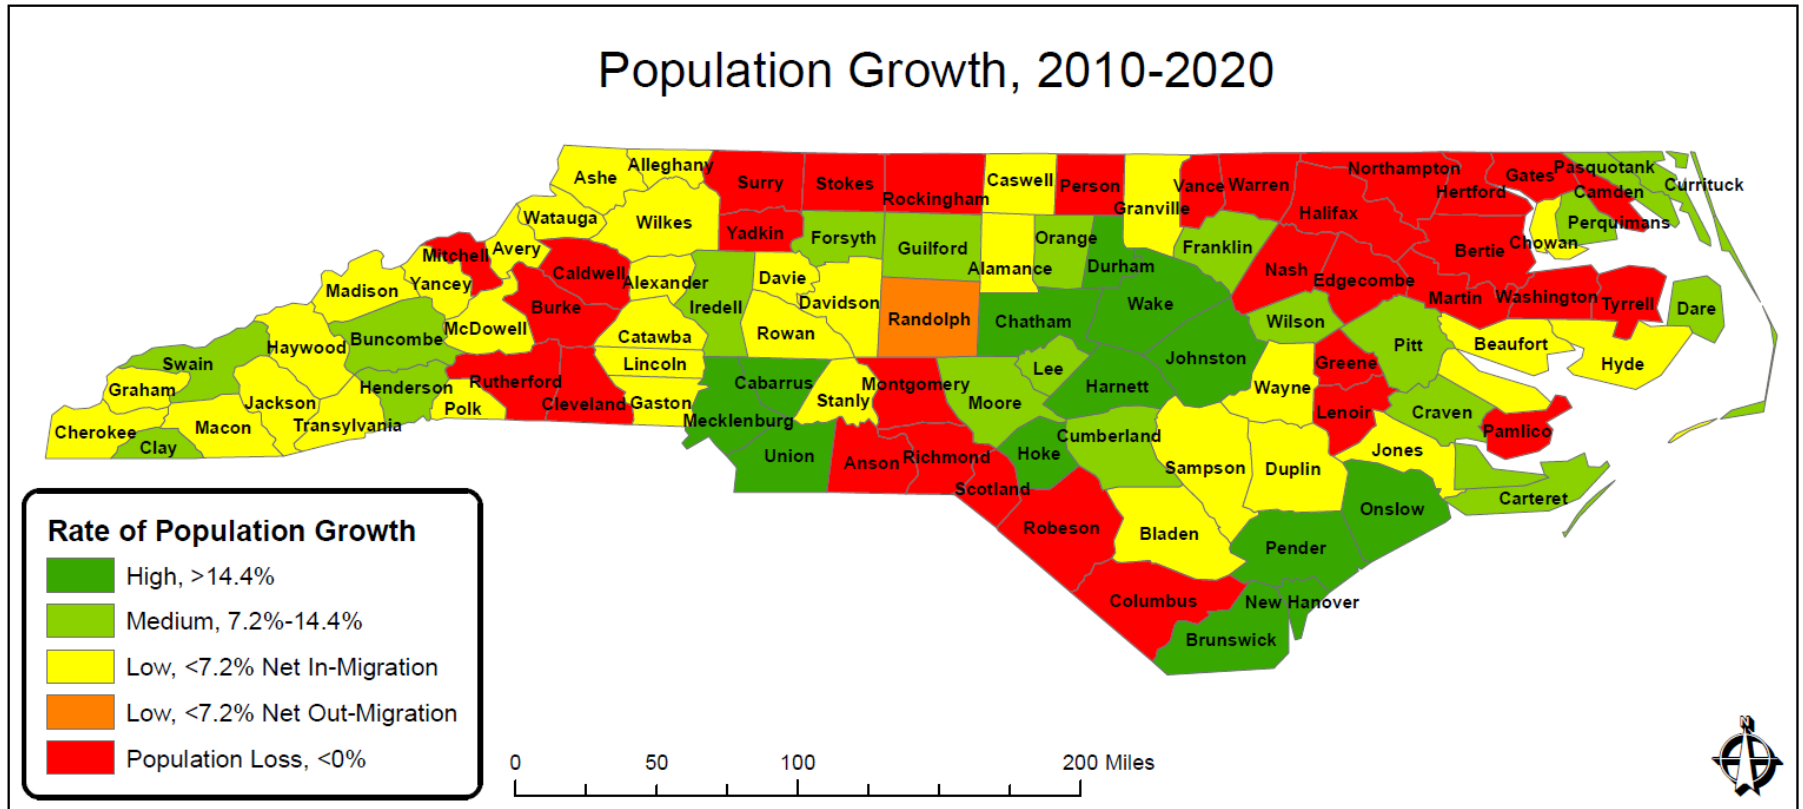 Population Growth, 2010-2020
Ashe
Alleghany
Surry
Stokes
Rockingham
Caswell
Person
Granville
Vance
Warren
Northampton
Hertford
Gates
Pasquotank
Camden
Currituck
Perquimans
Chowan
Halifax
Bertie
Watauga
Wilkes
Yadkin
Forsyth
Guilford
Alamance
Orange
Durham
Franklin
Nash
Edgecombe
Martin
Washington
Tyrrell
Dare
Mitchell
Avery
Caldwell
Alexander
Iredell
Davie
Davidson
Randolph
Chatham
Wake
Madison
Yancey
Burke
McDowell
Catawba
Rowan
Johnston
Wilson
Pitt
Beaufort
Hyde
Swain
Haywood
Buncombe
Lincoln
Cabarrus
Montgomery
Moore
Lee
Harnett
Wayne
Greene
Graham
Jackson
Henderson
Rutherford
Cleveland
Gaston
Stanly
Polk
Cherokee
Clay
Macon
Transylvania
Mecklenburg
Union
Anson
Richmond
Scotland
Hoke
Cumberland
Sampson
Duplin
Lenoir
Craven
Jones
Pamlico
Carteret
Onslow
Robeson
Bladen
Pender
Columbus
New Hanover
Brunswick
Rate of Population Growth
High, >14.4%
Medium, 7.2%-14.4%
Low, <7.2% Net In-Migration
Low, <7.2% Net Out-Migration
Population Loss, <0%
0 50 100 200 Miles
N